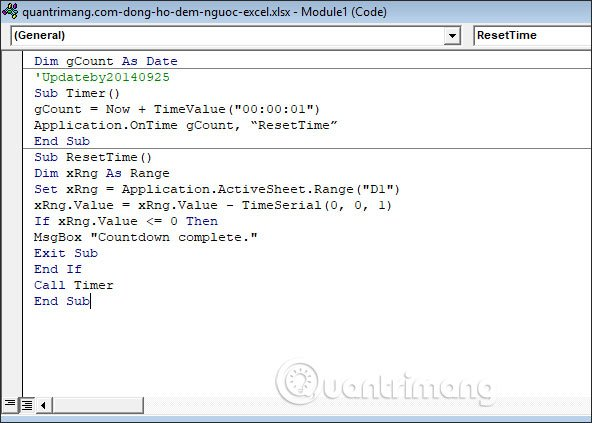 quantrimang.com-dong-ho-dem-nguoc-excel.xlsx - Module1 (Code)
(General)
ResetTime
Dim gCount As Date
'Updateby20140925
Sub Timer()
gCount = Now + TimeValue("00:00:01")
Application.OnTime gCount, “ResetTime”
End Sub
Sub ResetTime()
Dim xRng As Range
Set xRng = Application.ActiveSheet.Range("D1")
xRng.Value = xRng.Value - TimeSerial(0, 0, 1)
If xRng.Value <= 0 Then
MsgBox "Countdown complete."
Exit Sub
End If
Call Timer
End Sub
Quantrimang